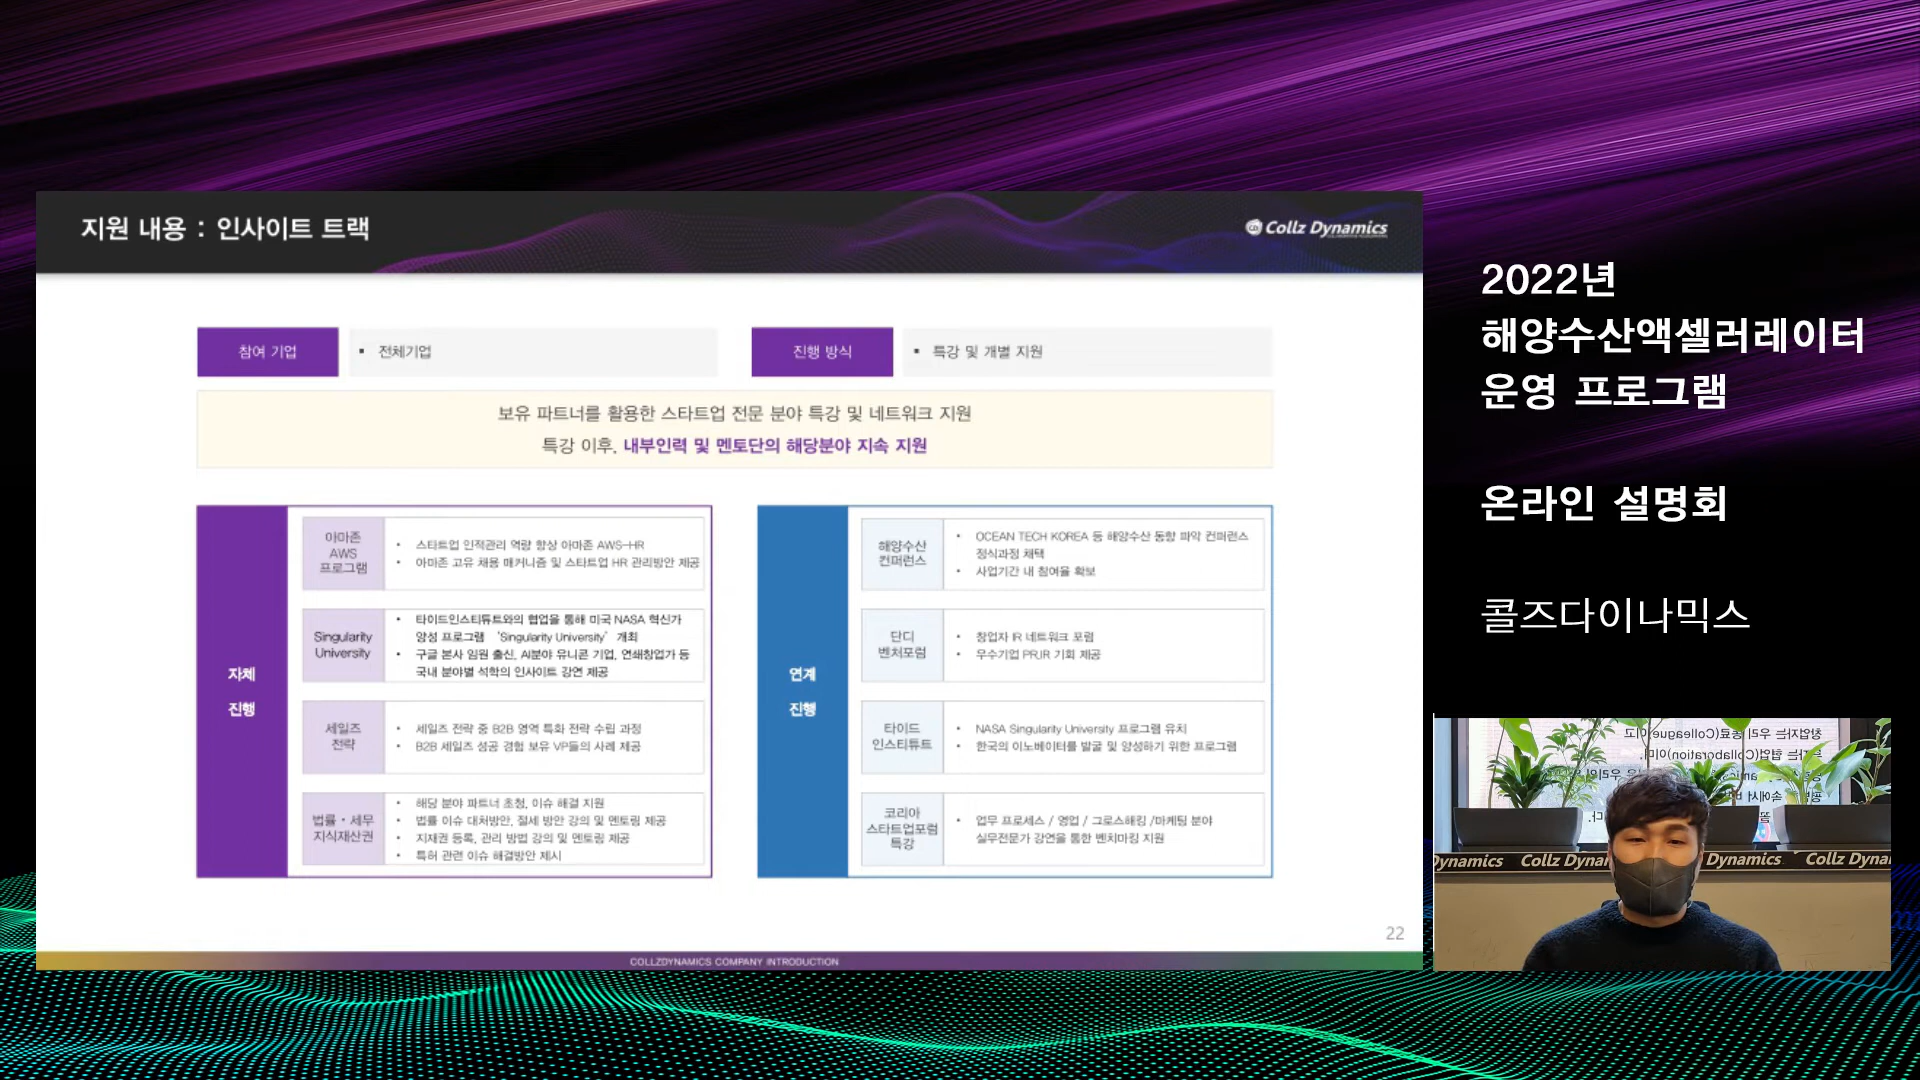 지원 내용 : 인사이트 트랙
Collz Dynamics
참여 기업
▪ 전체기업
진행 방식
▪ 특강 및 개별 지원
보유 파트너를 활용한 스타트업 전문 분야 특강 및 네트워크 지원
특강 이후, 내부인력 및 멘토단의 해당분야 지속 지원
자체
진행
아마존
AWS
프로그램
• 스타트업 인적관리 역량 향상 아마존 AWS-HR
• 아마존 고유 채용 매커니즘 및 스타트업 HR 관리방안 제공
Singularity
University
• 타이드인스티튜트와의 협업을 통해 미국 NASA 혁신가
양성 프로그램 ‘Singularity University’ 개최
• 구글 본사 임원 출신, AI분야 유니콘 기업, 연쇄창업가 등
국내 분야별 석학의 인사이트 강연 제공
세일즈
전략
• 세일즈 전략 중 B2B 영역 특화 전략 수립 과정
• B2B 세일즈 성공 경험 보유 VP들의 사례 제공
법률・세무
지식재산권
• 해당 분야 파트너 초청, 이슈 해결 지원
• 법률 이슈 대처방안, 절세 방안 강의 및 멘토링 제공
• 지재권 등록, 관리 방법 강의 및 멘토링 제공
• 특허 관련 이슈 해결방안 제시
연계
진행
해양수산
컨퍼런스
• OCEAN TECH KOREA 등 해양수산 동향 파악 컨퍼런스
정식과정 채택
• 사업기간 내 참여율 확보
단디
벤처포럼
• 창업자 IR 네트워크 포럼
• 우수기업 PR,IR 기회 제공
타이드
인스티튜트
• NASA Singularity University 프로그램 유치
• 한국의 이노베이터를 발굴 및 양성하기 위한 프로그램
코리아
스타트업포럼
특강
• 업무 프로세스 / 영업 / 그로스해킹 /마케팅 분야
실무전문가 강연을 통한 벤치마킹 지원
22
COLLZDYNAMICS COMPANY INTRODUCTION
2022년
해양수산액셀러레이터
운영 프로그램
온라인 설명회
콜즈다이나믹스
창업자는 우리 동료(Colleague)이고
는 협업(Collaboration)이며,
Dynamics Collz Dynam Dynamics Collz Dyna